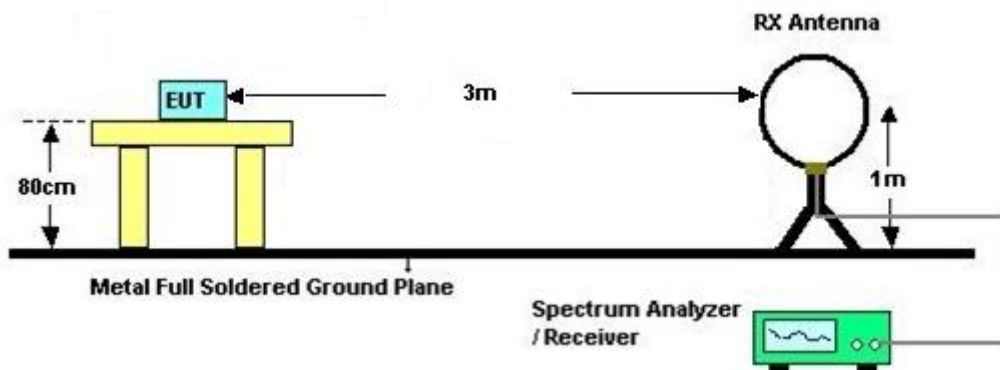 RX Antenna
EUT
3m
80cm
1m
Metal Full Soldered Ground Plane
Spectrum Analyzer
/ Receiver